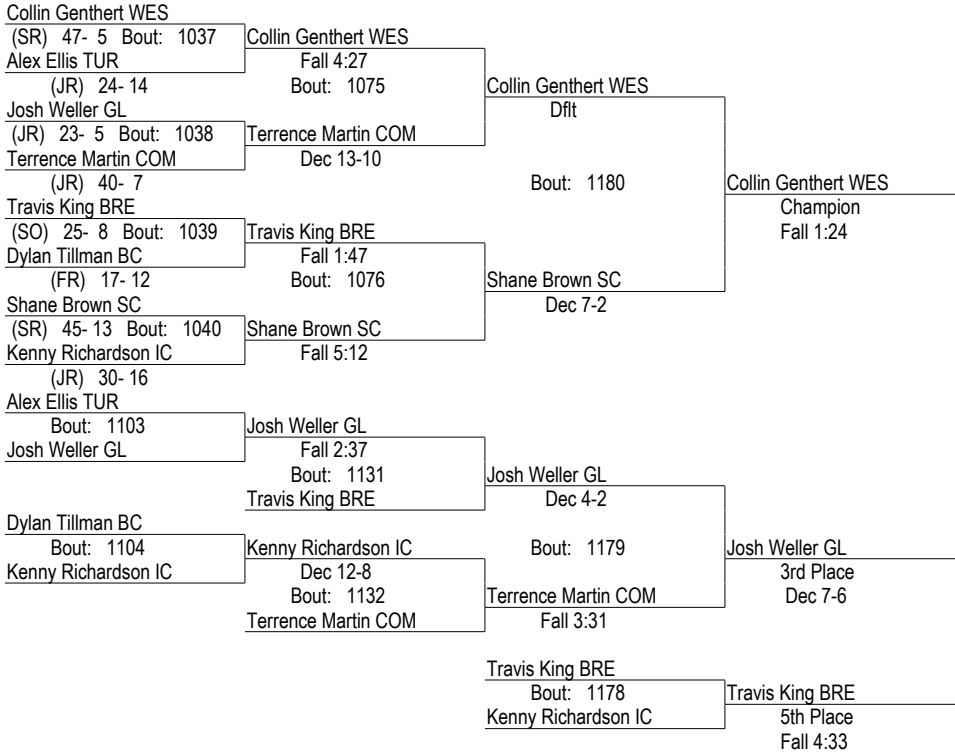 Collin Genthert WES
(SR) 47- 5 Bout: 1037 Collin Genthert WES
Alex Ellis TUR Fall 4:27
(JR) 24- 14 Bout: 1075 Collin Genthert WES
Josh Weller GL Dflt
(JR) 23- 5 Bout: 1038 Terrence Martin COM
Terrence Martin COM Dec 13-10
(JR) 40- 7 Bout: 1180 Collin Genthert WES
Travis King BRE Champion
(SO) 25- 8 Bout: 1039 Travis King BRE Fall 1:24
Dylan Tillman BC Fall 1:47
(FR) 17- 12 Bout: 1076 Shane Brown SC
Shane Brown SC Dec 7-2
(SR) 45- 13 Bout: 1040 Shane Brown SC
Kenny Richardson IC Fall 5:12
(JR) 30- 16
Alex Ellis TUR
Bout: 1103 Josh Weller GL
Josh Weller GL Fall 2:37
Bout: 1131 Josh Weller GL
Travis King BRE Dec 4-2
Dylan Tillman BC
Bout: 1104 Kenny Richardson IC Bout: 1179 Josh Weller GL
Kenny Richardson IC Dec 12-8 3rd Place
Bout: 1132 Terrence Martin COM Dec 7-6
Terrence Martin COM Fall 3:31
Travis King BRE
Bout: 1178 Travis King BRE
Kenny Richardson IC 5th Place
Fall 4:33